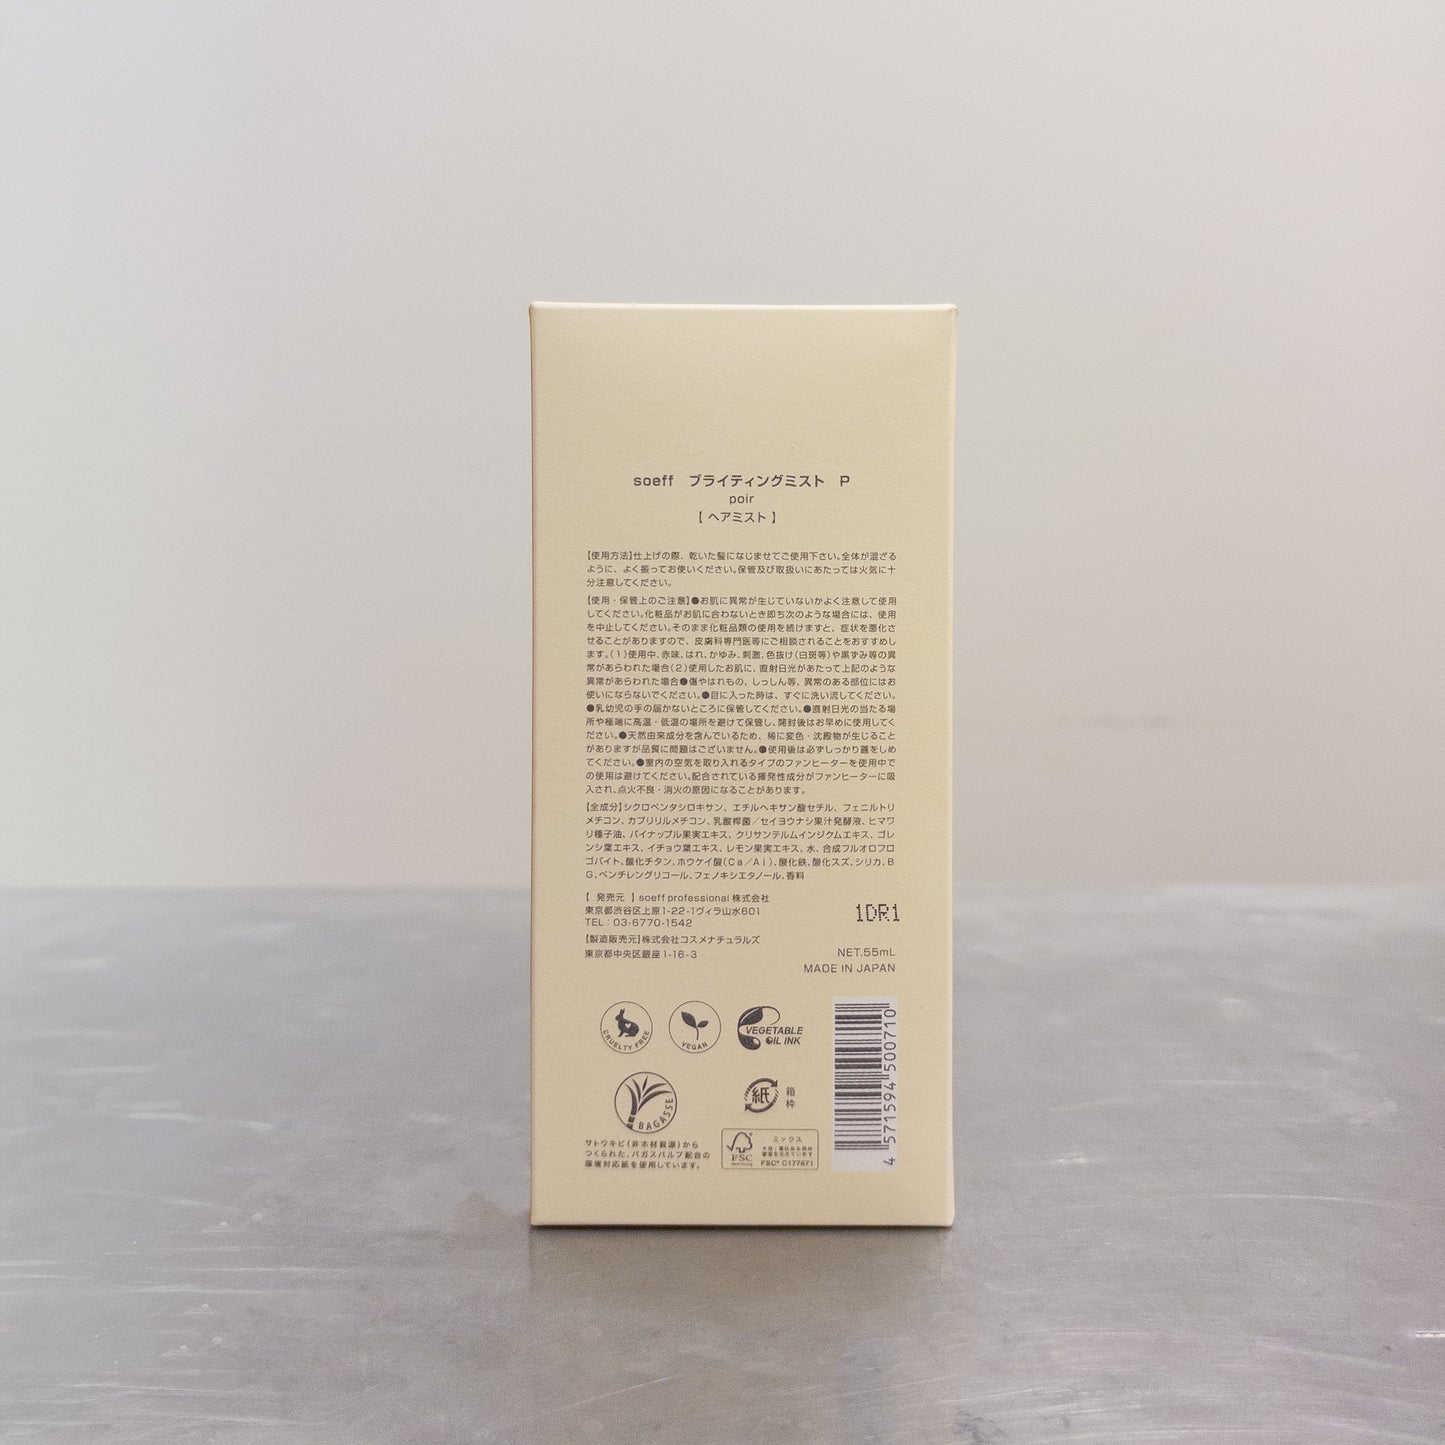 soeff ブライティングミスト P
poir
【 ヘアミスト 】
【使用方法】仕上げの際、乾いた髪になじませてご使用下さい。全体が混ざる
ように、よく振ってお使いください。保管及び取扱いにあたっては火気に十
分注意してください。
【使用・保管上のご注意】●お肌に異常が生じていないかよく注意して使用
してください。化粧品がお肌に合わないとき即ち次のような場合には、使用
を中止してください。そのまま化粧品類の使用を続けますと、症状を悪化さ
せることがありますので、皮膚科専門医等にご相談されることをおすすめし
ます。(1)使用中、赤味、はれ、かゆみ、刺激、色抜け(白斑等)や黒ずみ等の異
常があらわれた場合(2)使用したお肌に、直射日光があたって上記のような
異常があらわれた場合●傷やはれもの、しっしん等、異常のある部位にはお
使いにならないでください。●目に入った時は、すぐに洗い流してください。
●乳幼児の手の届かないところに保管してください。●直射日光の当たる場
所や極端に高温・低温の場所を避けて保管し、開封後はお早めに使用してく
ださい。●天然由来成分を含んでいるため、稀に変色・沈殿物が生じること
がありますが品質に問題はございません。●使用後は必ずしっかり蓋をしめ
てください。●室内の空気を取り入れるタイプのファンヒーターを使用中で
の使用は避けてください。配合されている揮発性成分がファンヒーターに吸
入され、点火不良・消火の原因になることがあります。
【全成分】シクロペンタシロキサン、エチルヘキサン酸セチル、フェニルトリ
メチコン、カプリリルメチコン、乳酸桿菌／セイヨウナシ果汁発酵液、ヒマワ
リ種子油、パイナップル果実エキス、クリサンテルムインジクムエキス、ゴレ
ンシ葉エキス、イチョウ葉エキス、レモン果実エキス、水、合成フルオロフロ
ゴパイト、酸化チタン、ホウケイ酸(Ca／Al)、酸化鉄、酸化スズ、シリカ、B
G、ペンチレングリコール、フェノキシエタノール、香料
【 発売元 】soeff professional 株式会社
東京都渋谷区上原1-22-1ヴィラ山水601
TEL：03-6770-1542
1DR1
【製造販売元】株式会社コスメナチュラルズ
東京都中央区銀座1-16-3
NET.55mL
MADE IN JAPAN
CRUELTY FREE
VEGAN
VEGETABLE
OIL INK
BAGASSE
紙
箱
枠
サトウキビ(非木材資源)から
つくられた、バガスパルプ配合の
環境対応紙を使用しています。
FSC
ミックス
FSC® C177671
4 571594 500710